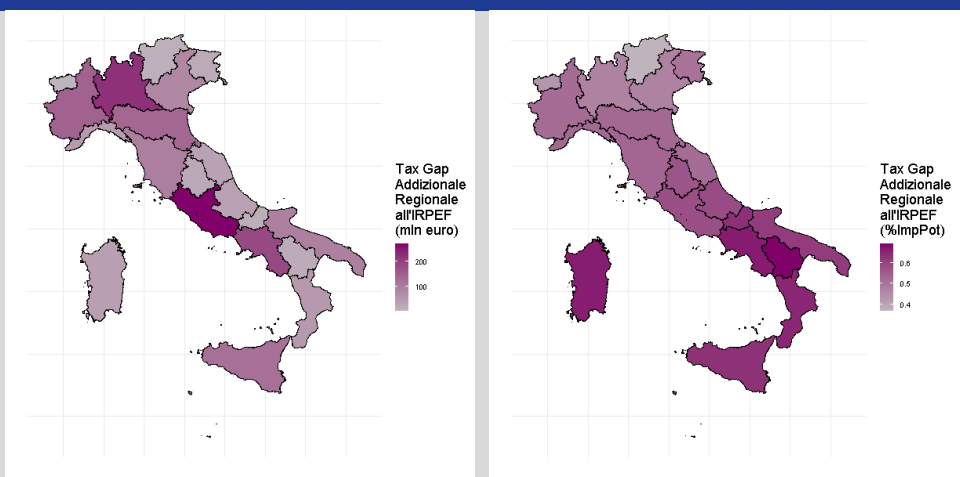 Tax Gap
Addizionale
Regionale
all'IRPEF
(mln euro)
200
100
Tax Gap
Addizionale
Regionale
all'IRPEF
(%ImpPot)
0.6
0.5
0.4